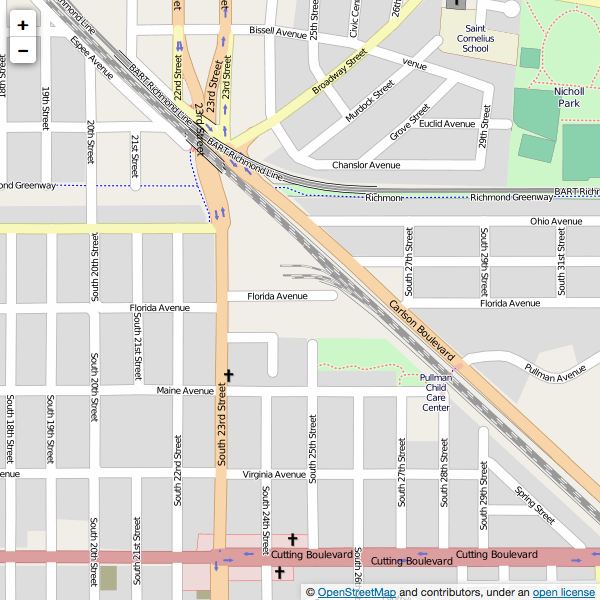 Richmond Line
Espee Avenue
Bissell Avenue
25th Street
Civic Cen
26th
Saint
Cornelius
School
+
−
BART:Richmond Line
22nd Street
23rd Street
23rd Street
23rd Street
Broadway Street
venue
Nicholl
Park
Murdock Street
Grove Street
Euclid Avenue
29th Street
19th Street
20th Street
21st Street
BART:Richmond Line
Chanslor Avenue
ond Greenway
Richmone
Richmond Greenway
BART:Richm
Ohio Avenue
South 20th Street
South 27th Street
South 29th Street
South 31st Street
Florida Avenue
Florida Avenue
Florida Avenue
South 21st Street
Carlson Boulevard
South 20th Street
Pullman Avenue
Pullman
Child
Care
Center
Maine Avenue
South 18th Street
South 19th Street
South 22nd Street
South 23rd Street
South 25th Street
South 27th Street
South 28th Street
South 29th Street
enue
Virginia Avenue
South 24th Street
Spring Street
South 20th Street
South 21st Street
South 26th
Cutting Boulevard
Cutting Boulevard
Cutting Boulevard
© OpenStreetMap and contributors, under an open license